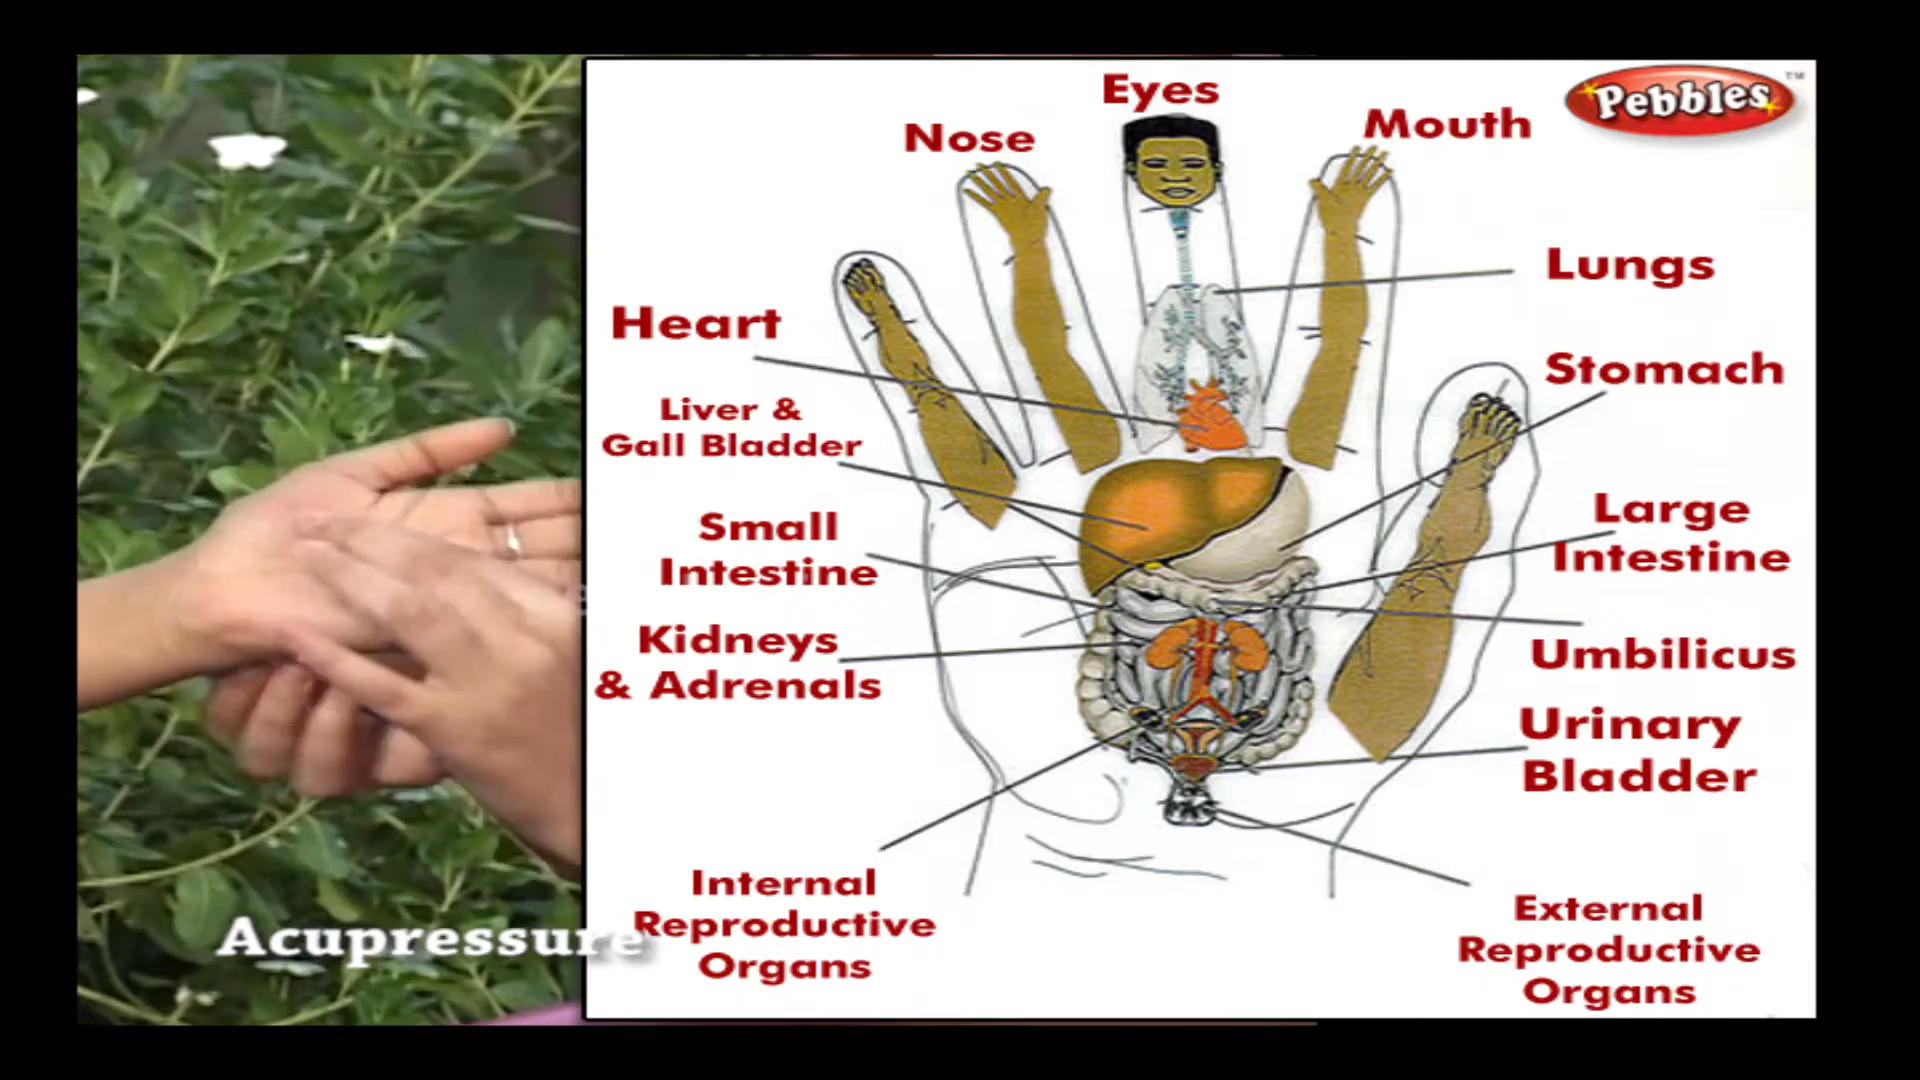 Eyes
Pebbles
TM
Nose
Mouth
Lungs
Heart
Stomach
Liver &
Gall Bladder
Large
Intestine
Small
Intestine
Kidneys
& Adrenals
Umbilicus
Urinary
Bladder
Internal
Reproductive
Organs
External
Reproductive
Organs
Acupressure